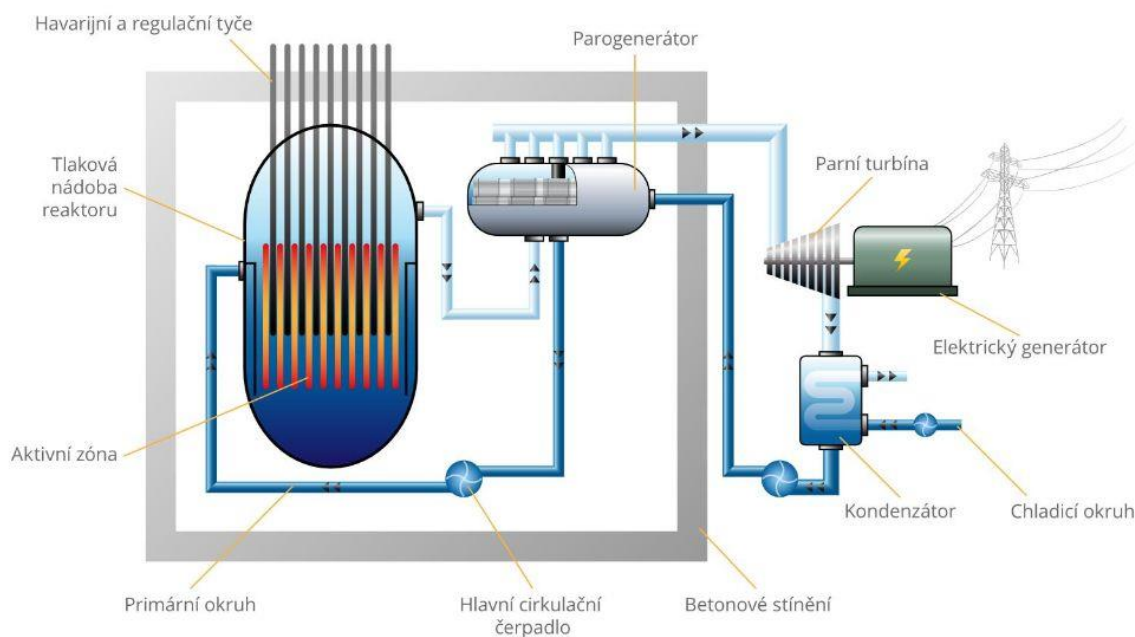 Havarijní a regulační tyče
Parogenerátor
Tlaková
nádoba
reaktoru
Parní turbína
Elektrický generátor
Aktivní zóna
Kondenzátor
Chladicí okruh
Primární okruh
Hlavní cirkulační
čerpadlo
Betonové stínění